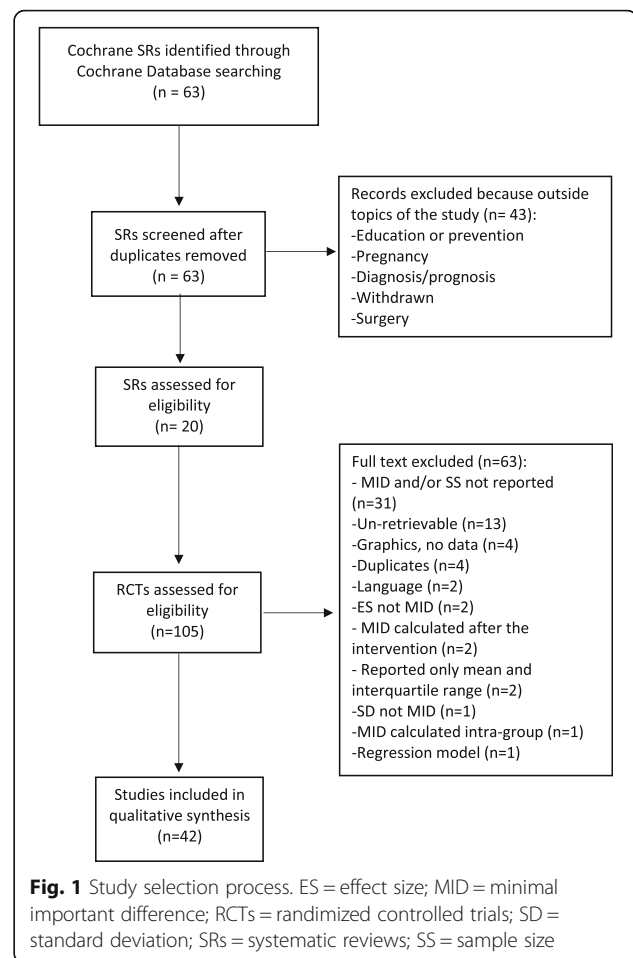 Cochrane SRs identified through
Cochrane Database searching
(n = 63)
SRs screened after
duplicates removed
(n = 63)
Records excluded because outside
topics of the study (n= 43):
-Education or prevention
-Pregnancy
-Diagnosis/prognosis
-Withdrawn
-Surgery
SRs assessed for
eligibility
(n= 20)
Full text excluded (n=63):
- MID and/or SS not reported
(n=31)
-Un-retrievable (n=13)
-Graphics, no data (n=4)
-Duplicates (n=4)
-Language (n=2)
-ES not MID (n=2)
- MID calculated after the
intervention (n=2)
- Reported only mean and
interquartile range (n=2)
-SD not MID (n=1)
-MID calculated intra-group (n=1)
-Regression model (n=1)
RCTs assessed for
eligibility
(n=105)
Studies included in
qualitative synthesis
(n=42)
Fig. 1 Study selection process. ES = effect size; MID = minimal
important difference; RCTs = randimized controlled trials; SD =
standard deviation; SRs = systematic reviews; SS = sample size